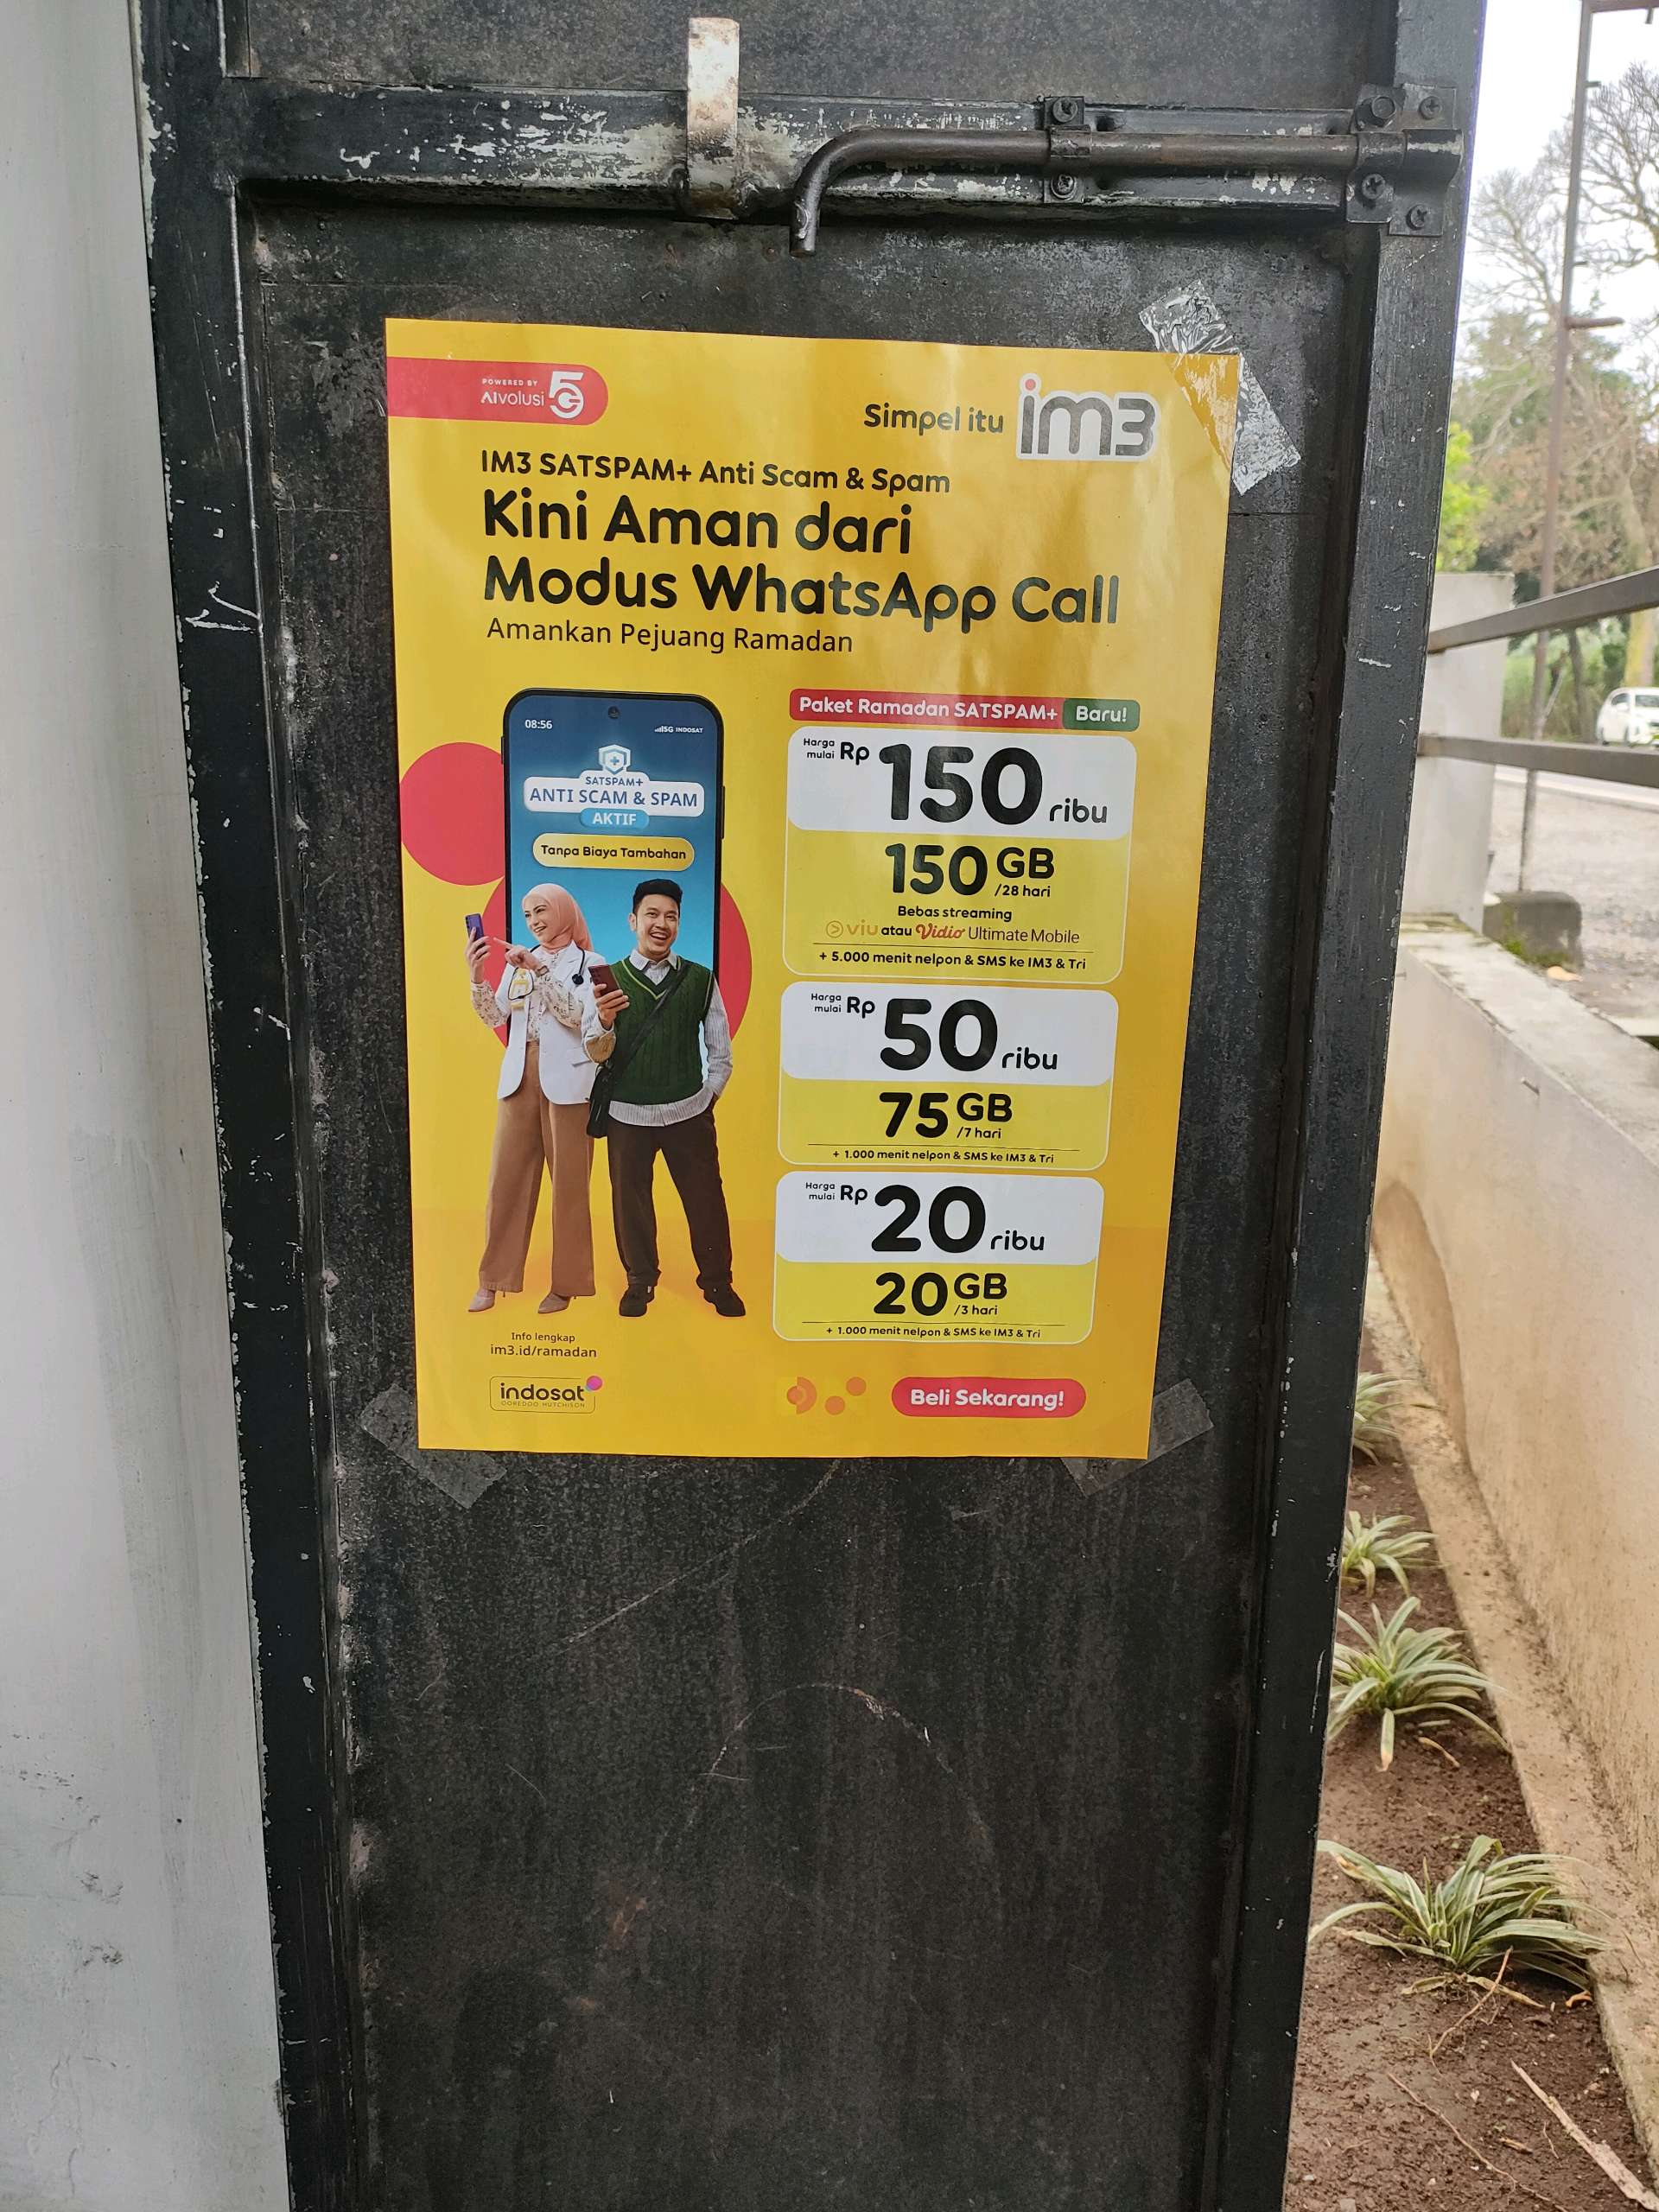 POWERED BY
AIvolusi 5G
Simpel itu im3
IM3 SATSPAM+ Anti Scam & Spam
Kini Aman dari
Modus WhatsApp Call
Amankan Pejuang Ramadan
08:56
5G INDOSAT
SATSPAM+
ANTI SCAM & SPAM
AKTIF
Tanpa Biaya Tambahan
Paket Ramadan SATSPAM+ Baru!
Harga mulai Rp 150 ribu
150 GB /28 hari
Bebas streaming
viu atau Vidio Ultimate Mobile
+ 5.000 menit nelpon & SMS ke IM3 & Tri
Harga mulai Rp 50 ribu
75 GB /7 hari
+ 1.000 menit nelpon & SMS ke IM3 & Tri
Harga mulai Rp 20 ribu
20 GB /3 hari
+ 1.000 menit nelpon & SMS ke IM3 & Tri
Info lengkap
im3.id/ramadan
indosat
OOREDOO HUTCHISON
Beli Sekarang!